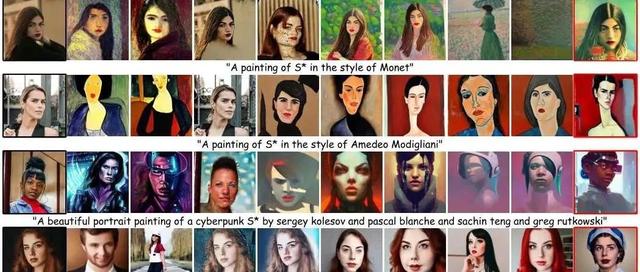 "A painting of S* in the style of Monet"
"A painting of S* in the style of Amedeo Modigliani"
"A beautiful portrait painting of a cyberpunk S* by sergey kolesov and pascal blanche and sachin teng and greg rutkowski"